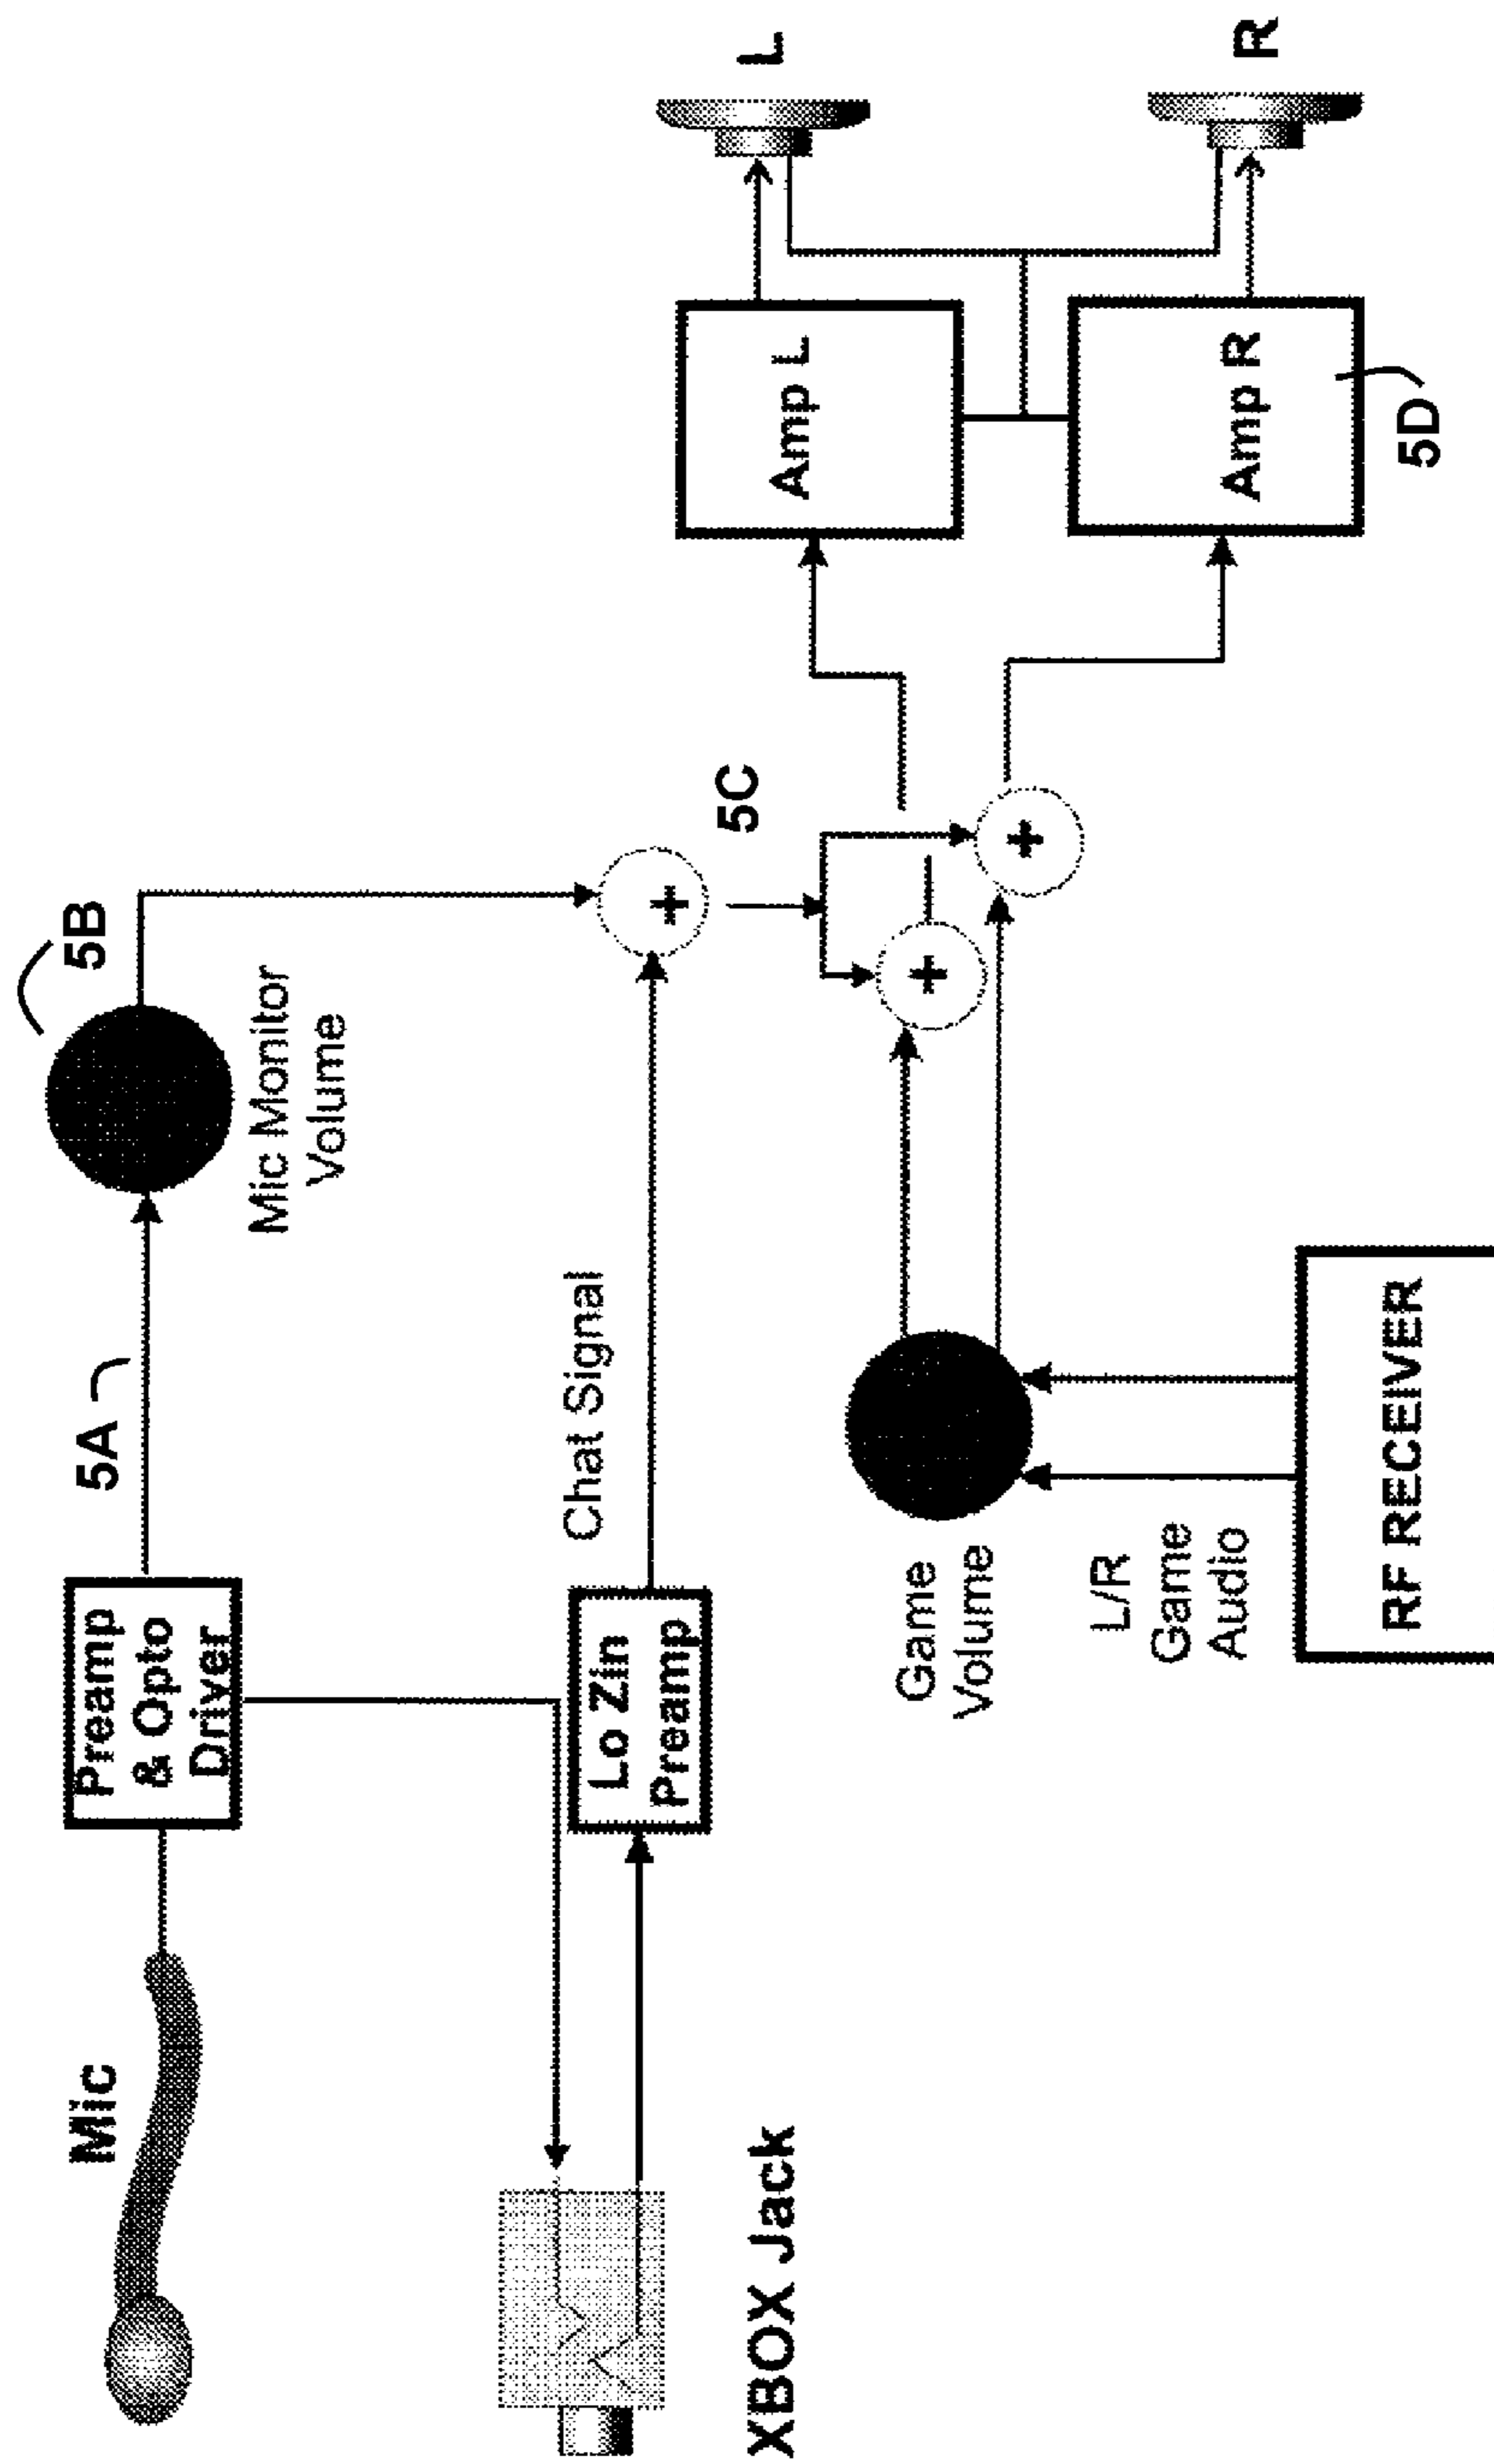 Mic
Preamp
& Opto
Driver
5A
5B
Mic Monitor
Volume
XBOX Jack
Lo Zin
Preamp
Chat Signal
+
5C
+
+
Game
Volume
L/R
Game
Audio
RF RECEIVER
Amp L
Amp R
5D
L
R